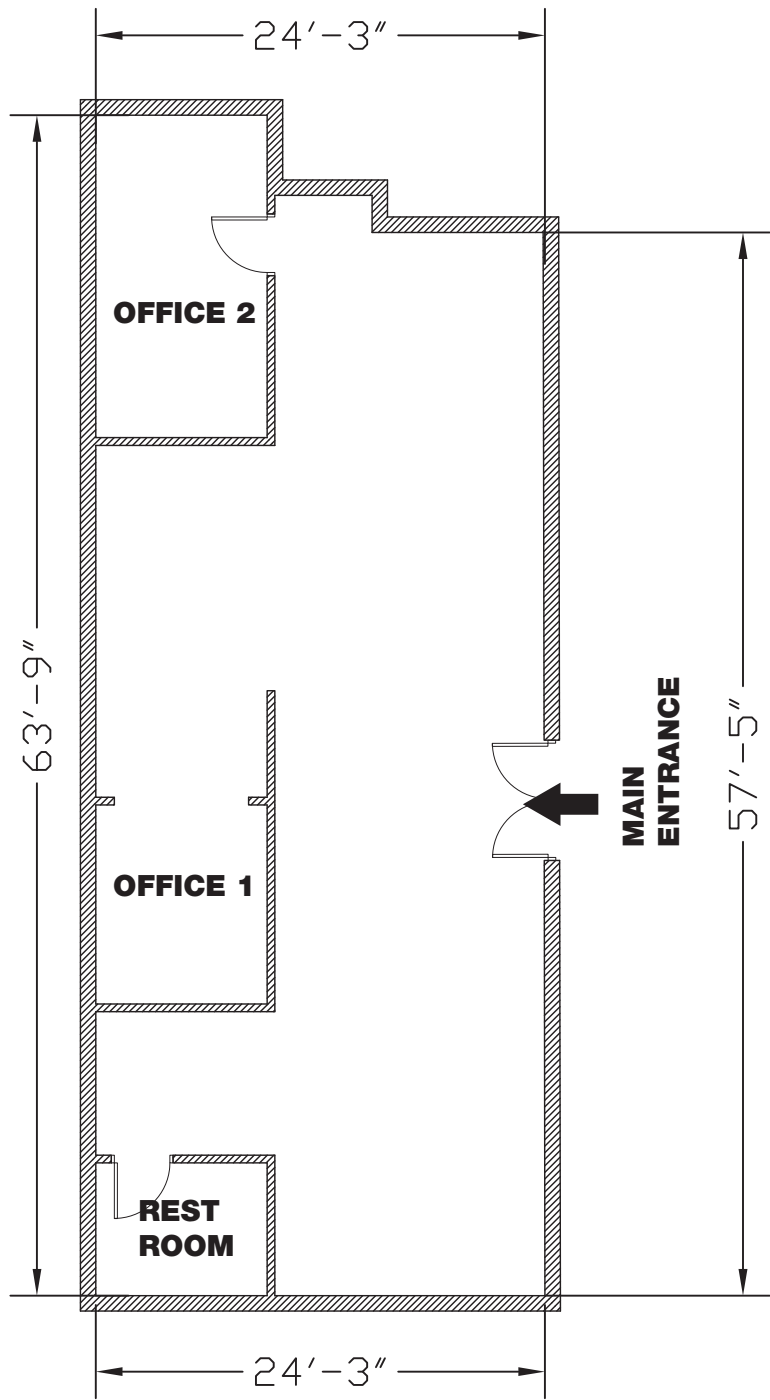 24'-3"
OFFICE 2
63'-9"
MAIN
ENTRANCE
57'-5"
OFFICE 1
REST
ROOM
24'-3"